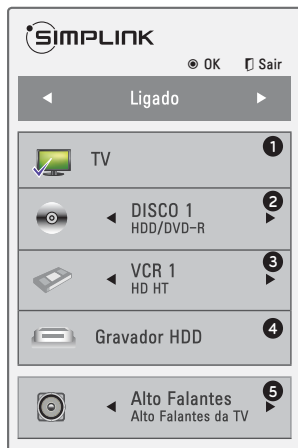 SIMPLINK
OK Sair
Ligado
TV 1
DISCO 1 2
HDD/DVD-R
VCR 1 3
HD HT
Gravador HDD 4
Alto Falantes 5
Alto Falantes da TV